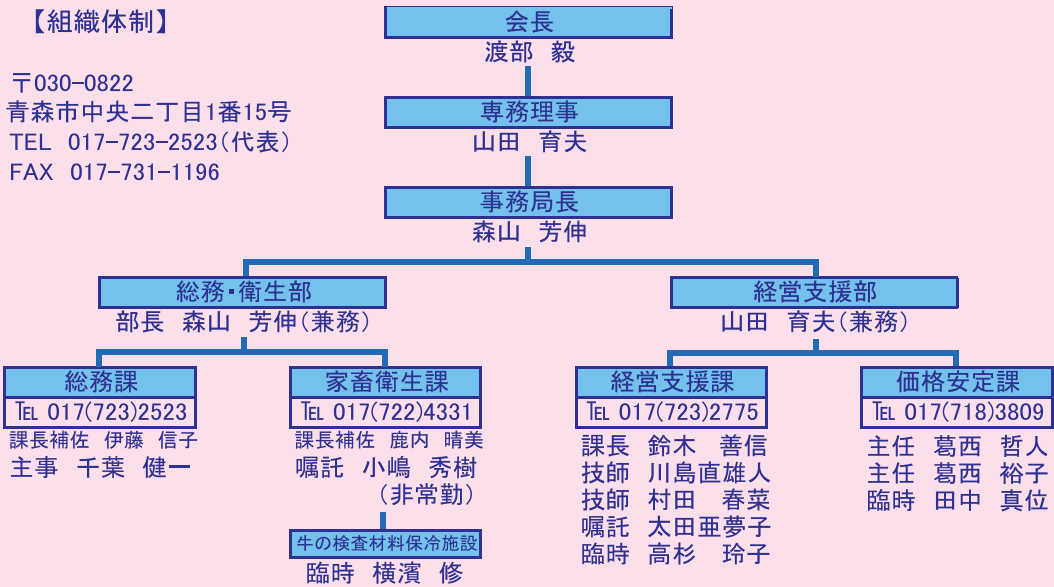 【組織体制】
〒030−0822
青森市中央二丁目1番15号
TEL 017−723−2523(代表)
FAX 017−731−1196
会長
渡部 毅
専務理事
山田 育夫
事務局長
森山 芳伸
総務・衛生部
部長 森山 芳伸(兼務)
経営支援部
山田 育夫(兼務)
総務課
℡ 017(723)2523
課長補佐 伊藤 信子
主事 千葉 健一
家畜衛生課
℡ 017(722)4331
課長補佐 鹿内 晴美
嘱託 小嶋 秀樹
(非常勤)
牛の検査材料保冷施設
臨時 横濱 修
経営支援課
℡ 017(723)2775
課長 鈴木 善信
技師 川島直雄人
技師 村田 春菜
嘱託 太田亜夢子
臨時 高杉 玲子
価格安定課
℡ 017(718)3809
主任 葛西 哲人
主任 葛西 裕子
臨時 田中 真位